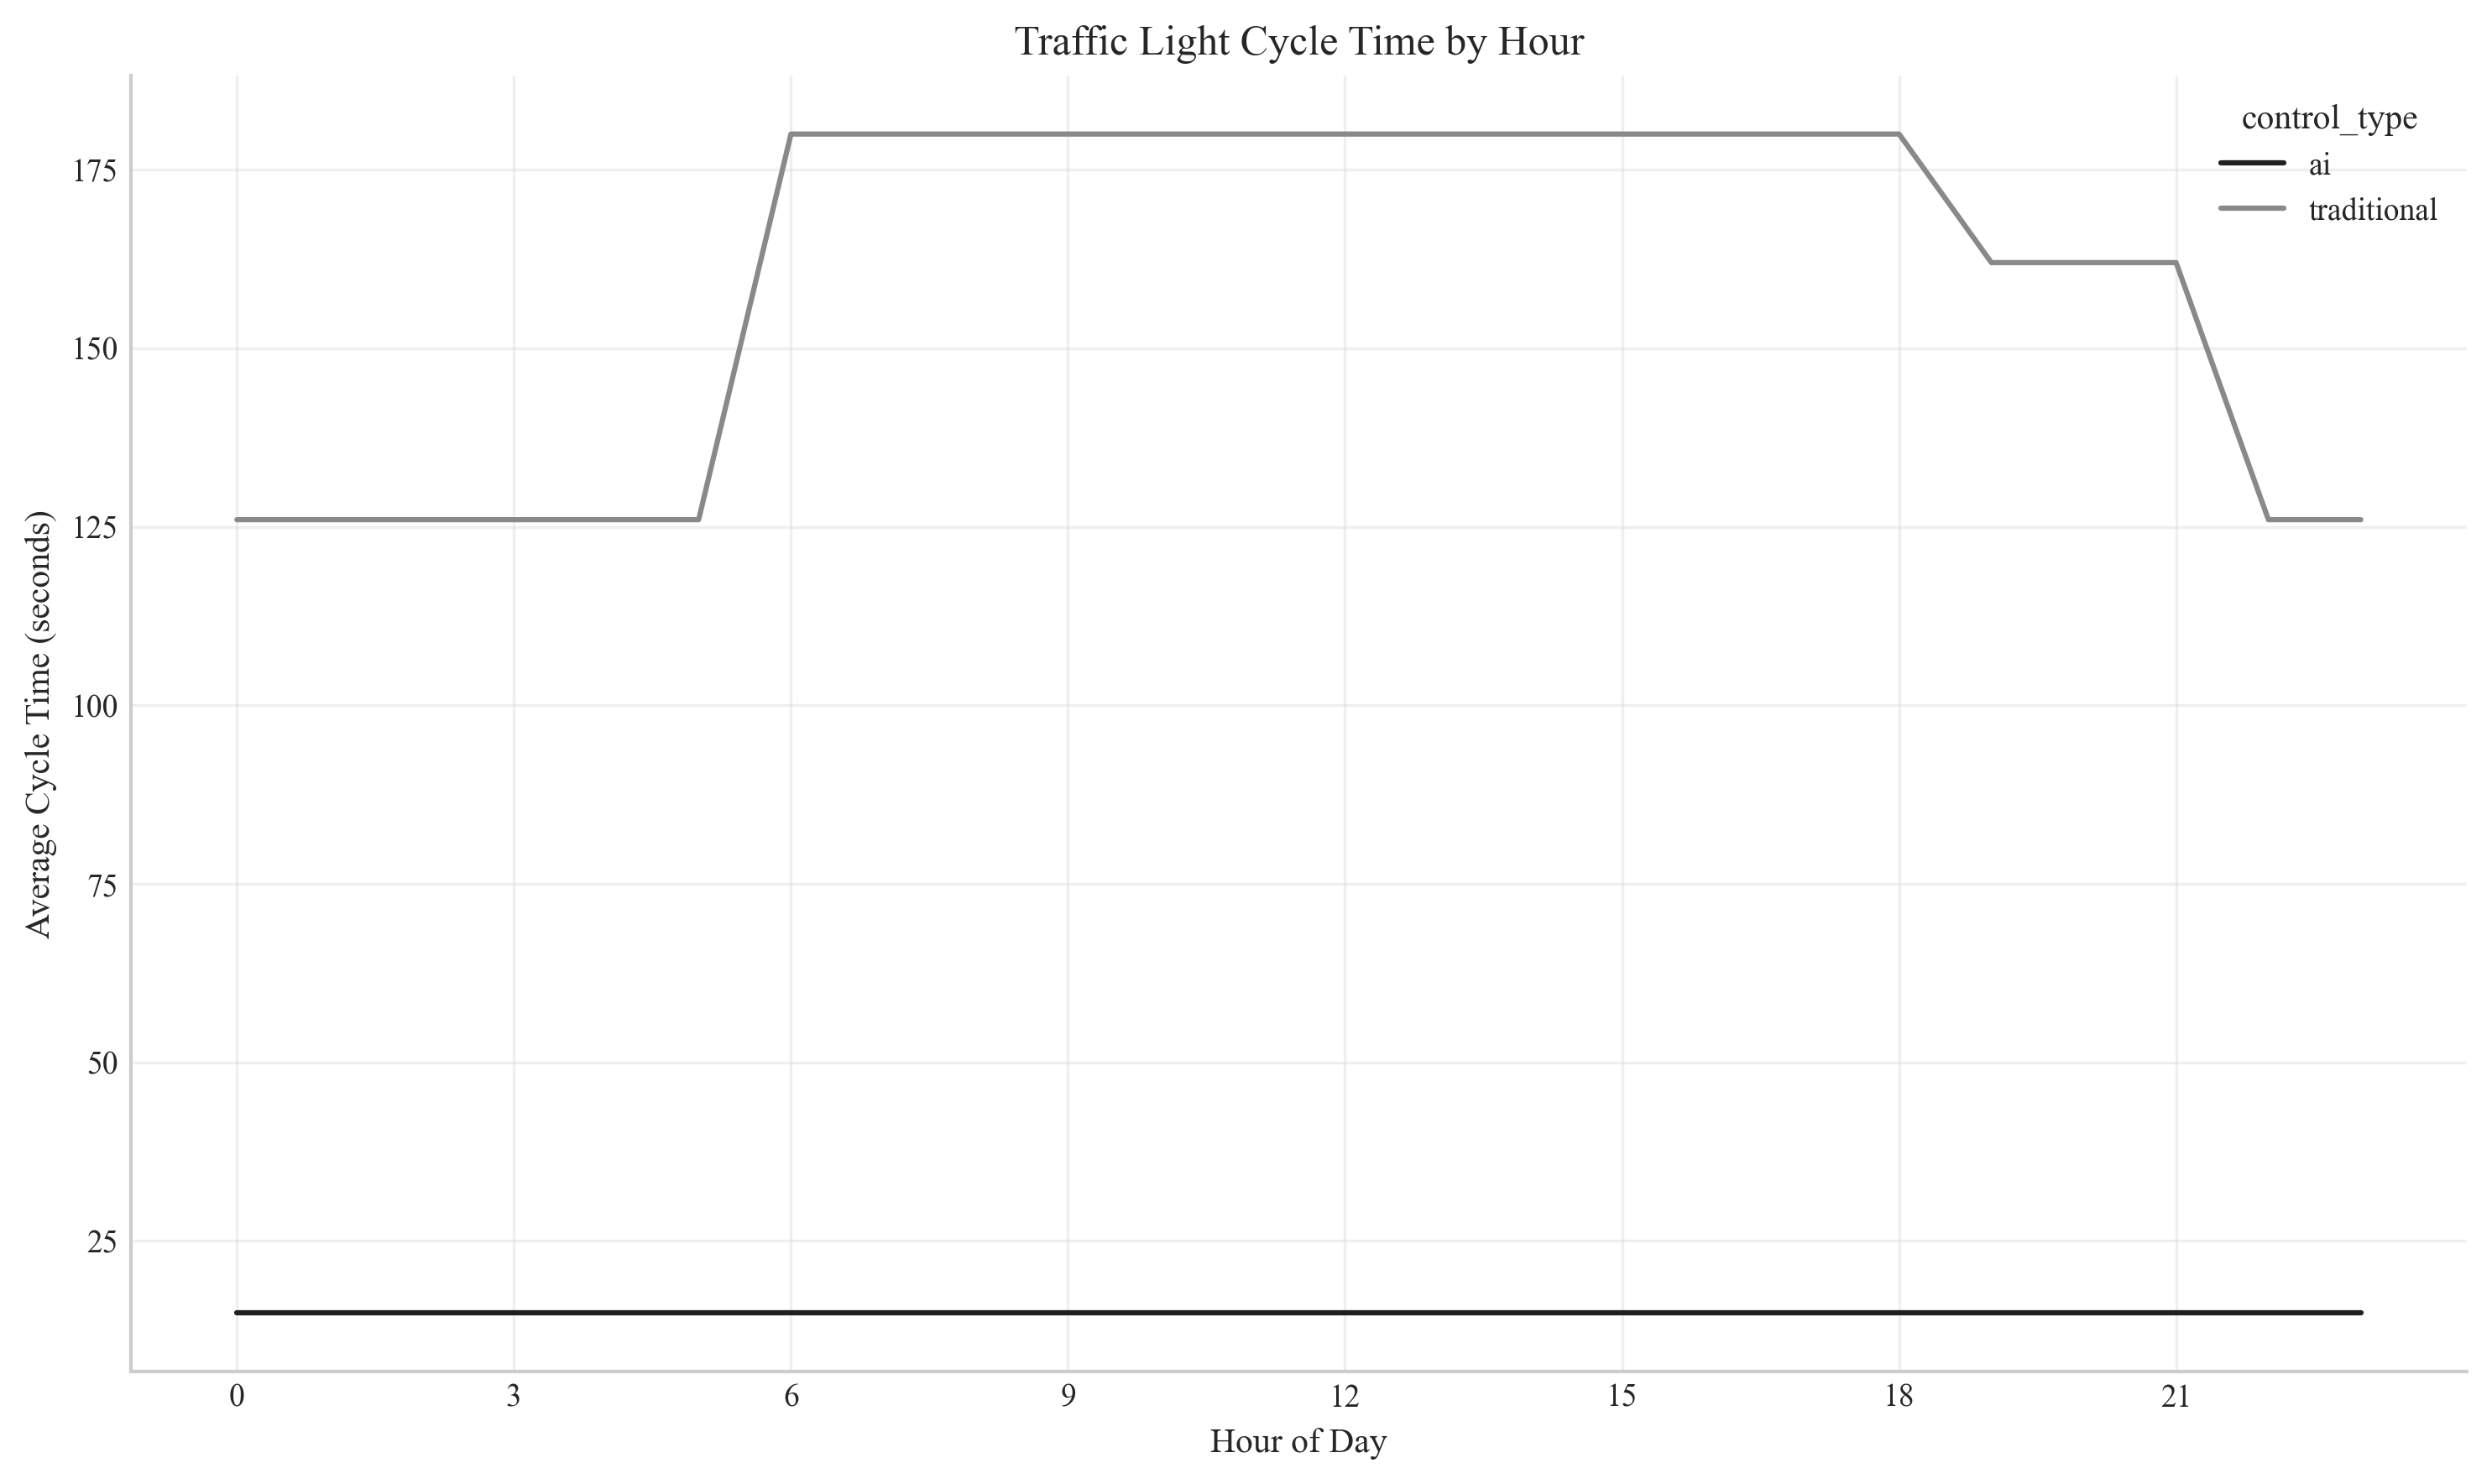 Traffic Light Cycle Time by Hour
control_type
ai
traditional
Average Cycle Time (seconds)
175
150
125
100
75
50
25
0 3 6 9 12 15 18 21
Hour of Day